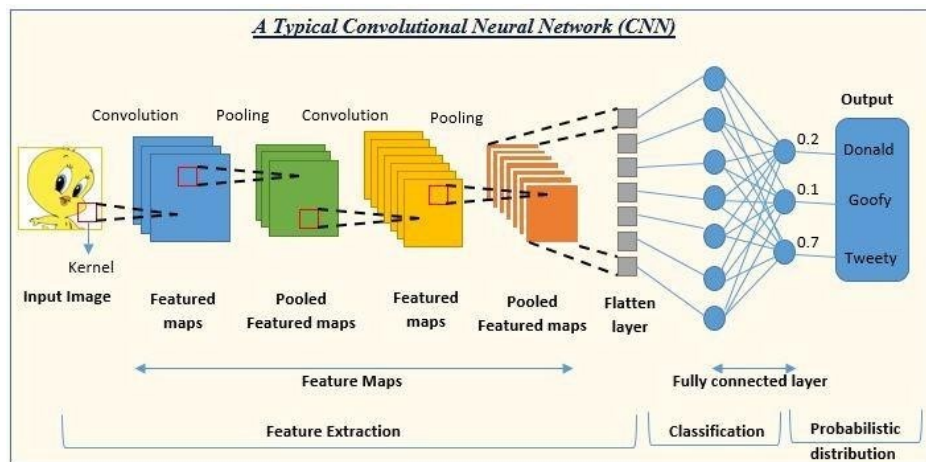 A Typical Convolutional Neural Network (CNN)
Convolution
Pooling
Convolution
Pooling
Output
0.2
Donald
0.1
Goofy
0.7
Tweety
Kernel
Input Image
Featured
maps
Pooled
Featured maps
Featured
maps
Pooled
Featured maps
Flatten
layer
Feature Maps
Fully connected layer
Feature Extraction
Classification
Probabilistic
distribution